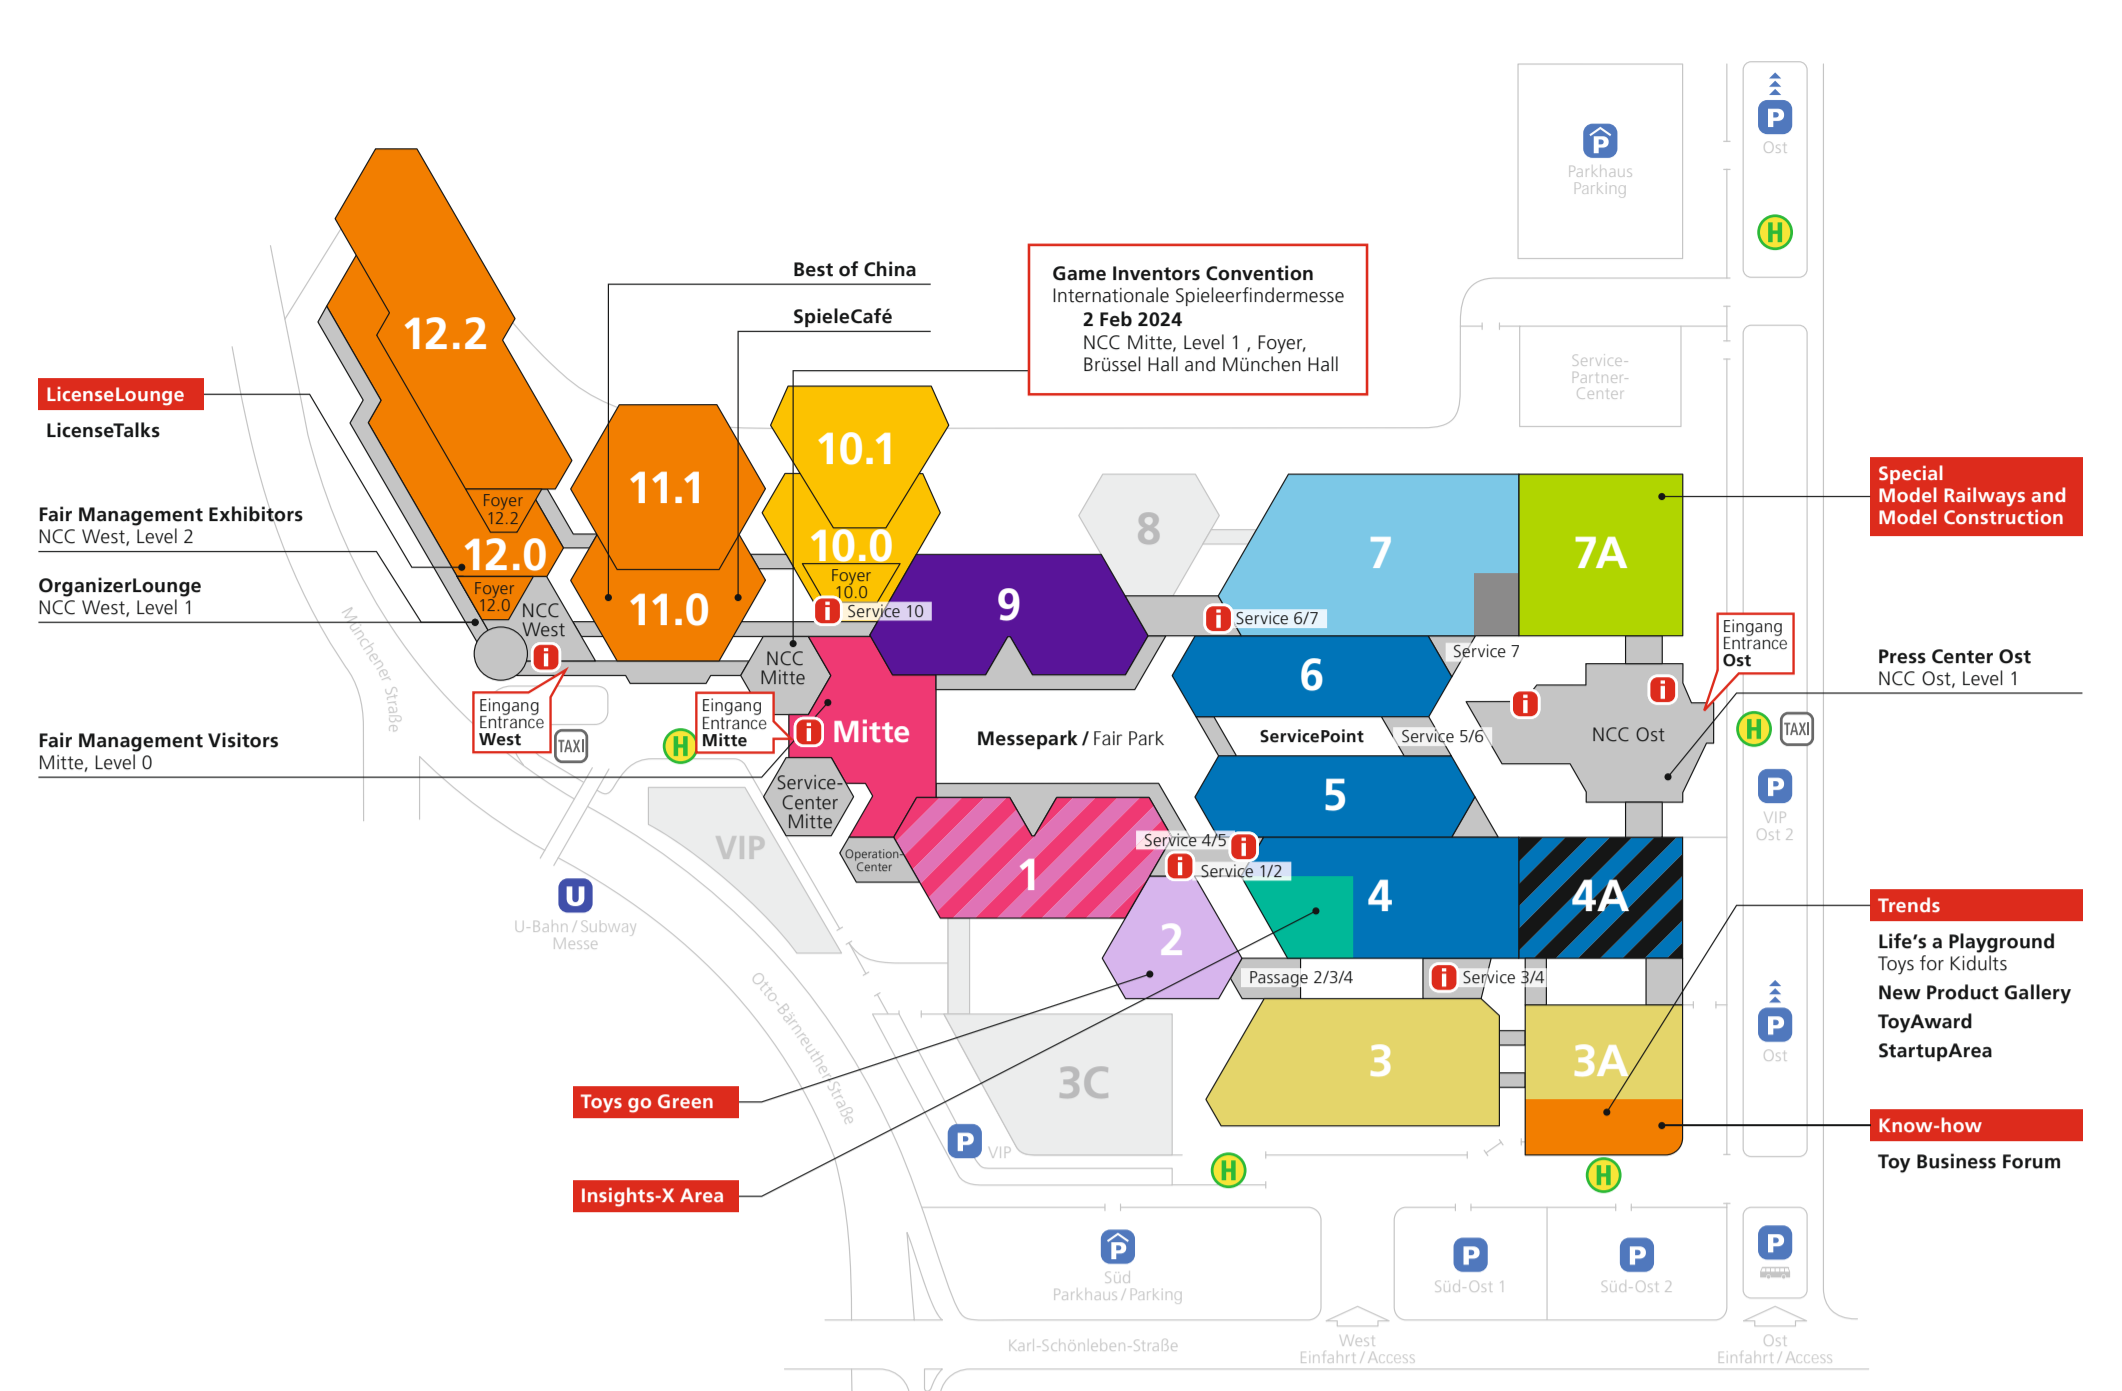 P
Ost
P
Parkhaus
Parking
H
Best of China
SpieleCafé
Game Inventors Convention
Internationale Spieleerfindermesse
2 Feb 2024
NCC Mitte, Level 1 , Foyer,
Brüssel Hall and München Hall
12.2
Service-
Partner-
Center
LicenseLounge
LicenseTalks
10.1
11.1
Special
Model Railways and
Model Construction
Foyer
12.2
Fair Management Exhibitors
NCC West, Level 2
8
7
7A
10.0
12.0
Foyer
10.0
OrganizerLounge
NCC West, Level 1
Foyer
12.0
NCC
West
11.0
i
Service 10
9
i
Service 6/7
Münchener Straße
i
NCC
Mitte
6
Service 7
Eingang
Entrance
Ost
Press Center Ost
NCC Ost, Level 1
i
i
Eingang
Entrance
West
TAXI
H
Eingang
Entrance
Mitte
i
Mitte
Messepark / Fair Park
ServicePoint
Service 5/6
NCC Ost
H
TAXI
Fair Management Visitors
Mitte, Level 0
Service-
Center
Mitte
5
P
VIP
Ost 2
VIP
Operation-
Center
1
Service 4/5
i
i
Service 1/2
4
4A
U
U-Bahn / Subway
Messe
2
Trends
Life’s a Playground
Toys for Kidults
New Product Gallery
ToyAward
StartupArea
Passage 2/3/4
i
Service 3/4
Otto-Bärnreuther-Straße
P
Ost
3C
3
3A
Toys go Green
P
VIP
Know-how
Toy Business Forum
H
H
Insights-X Area
P
Süd
Parkhaus / Parking
P
Süd-Ost 1
P
Süd-Ost 2
P
Karl-Schönleben-Straße
West
Einfahrt / Access
Ost
Einfahrt / Access